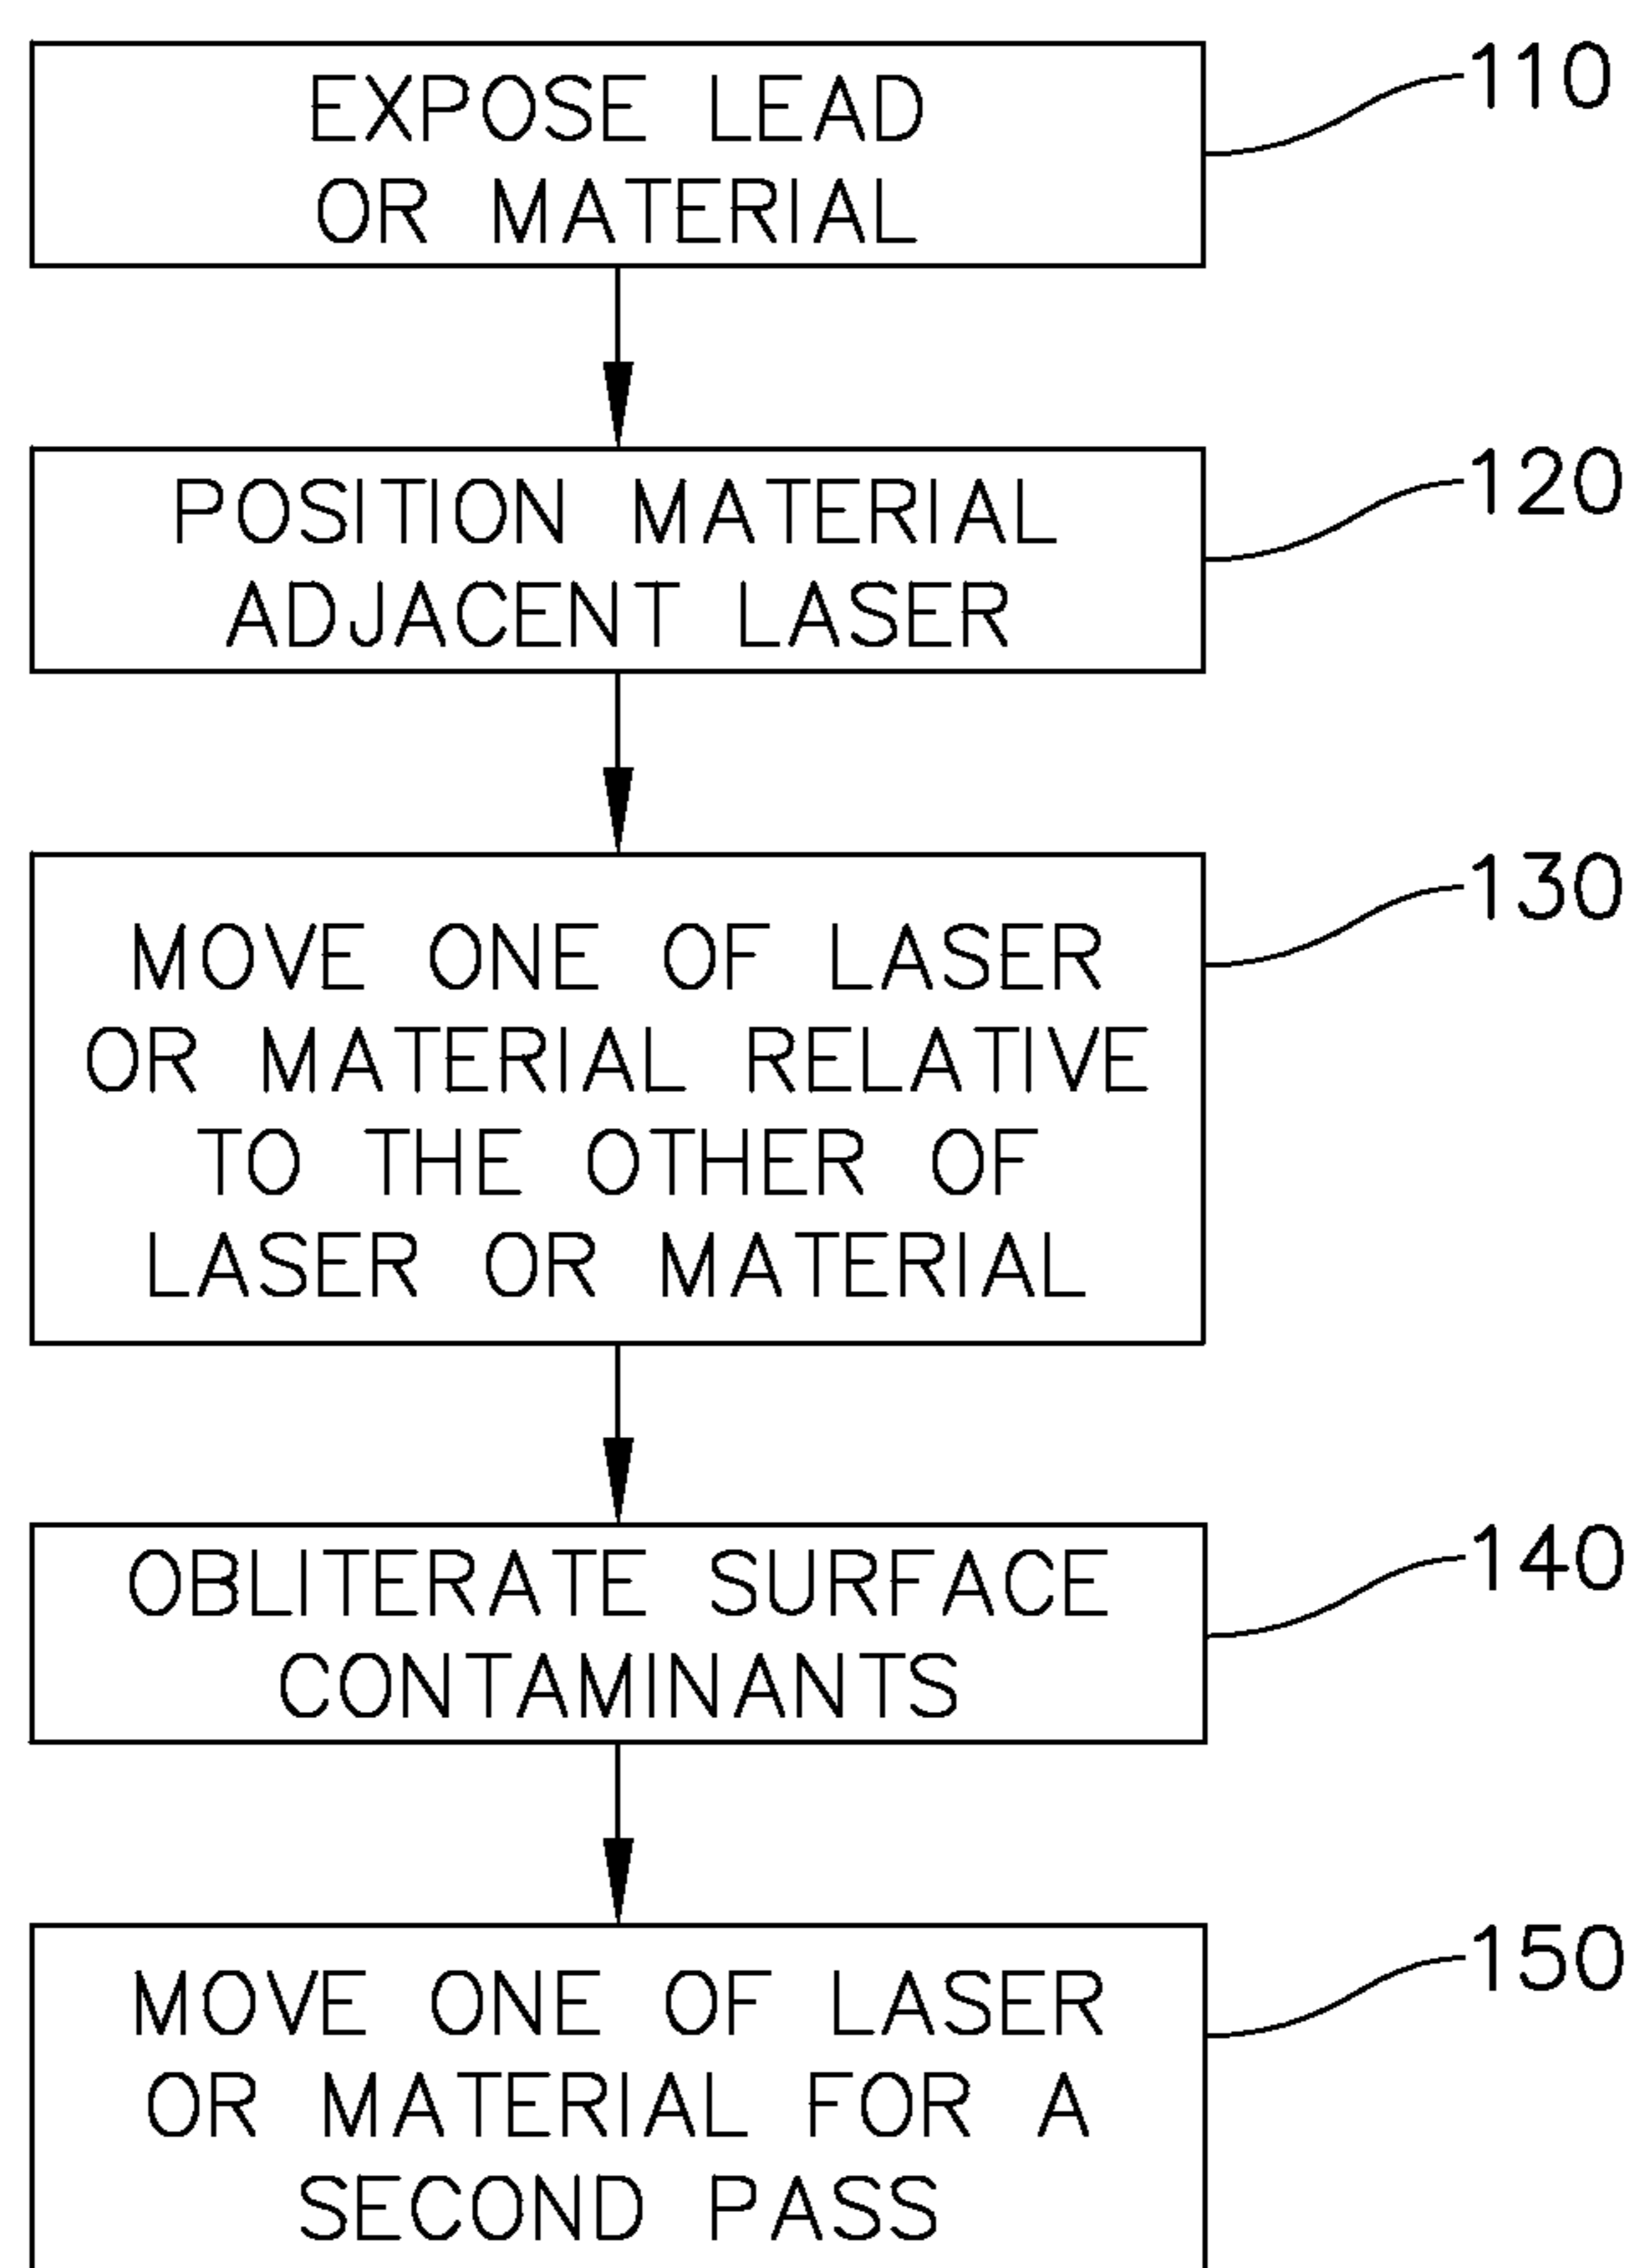 EXPOSE LEAD
OR MATERIAL
110
POSITION MATERIAL
ADJACENT LASER
120
MOVE ONE OF LASER
OR MATERIAL RELATIVE
TO THE OTHER OF
LASER OR MATERIAL
130
OBLITERATE SURFACE
CONTAMINANTS
140
MOVE ONE OF LASER
OR MATERIAL FOR A
SECOND PASS
150